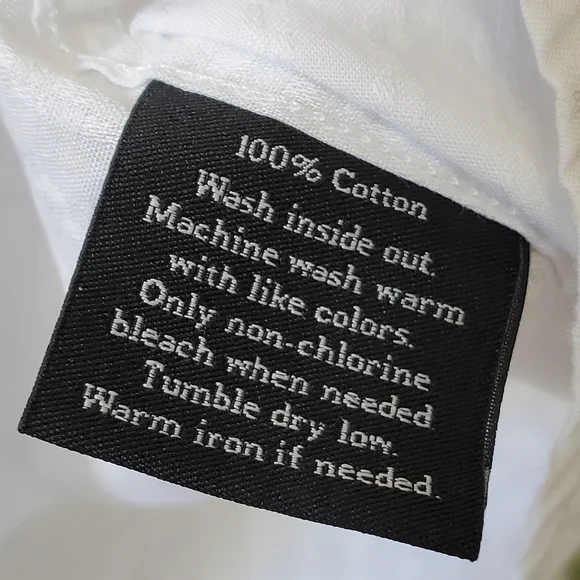 100% Cotton
Wash inside out.
Machine wash warm
with like colors.
Only non-chlorine
bleach when needed.
Tumble dry low.
Warm iron if needed.